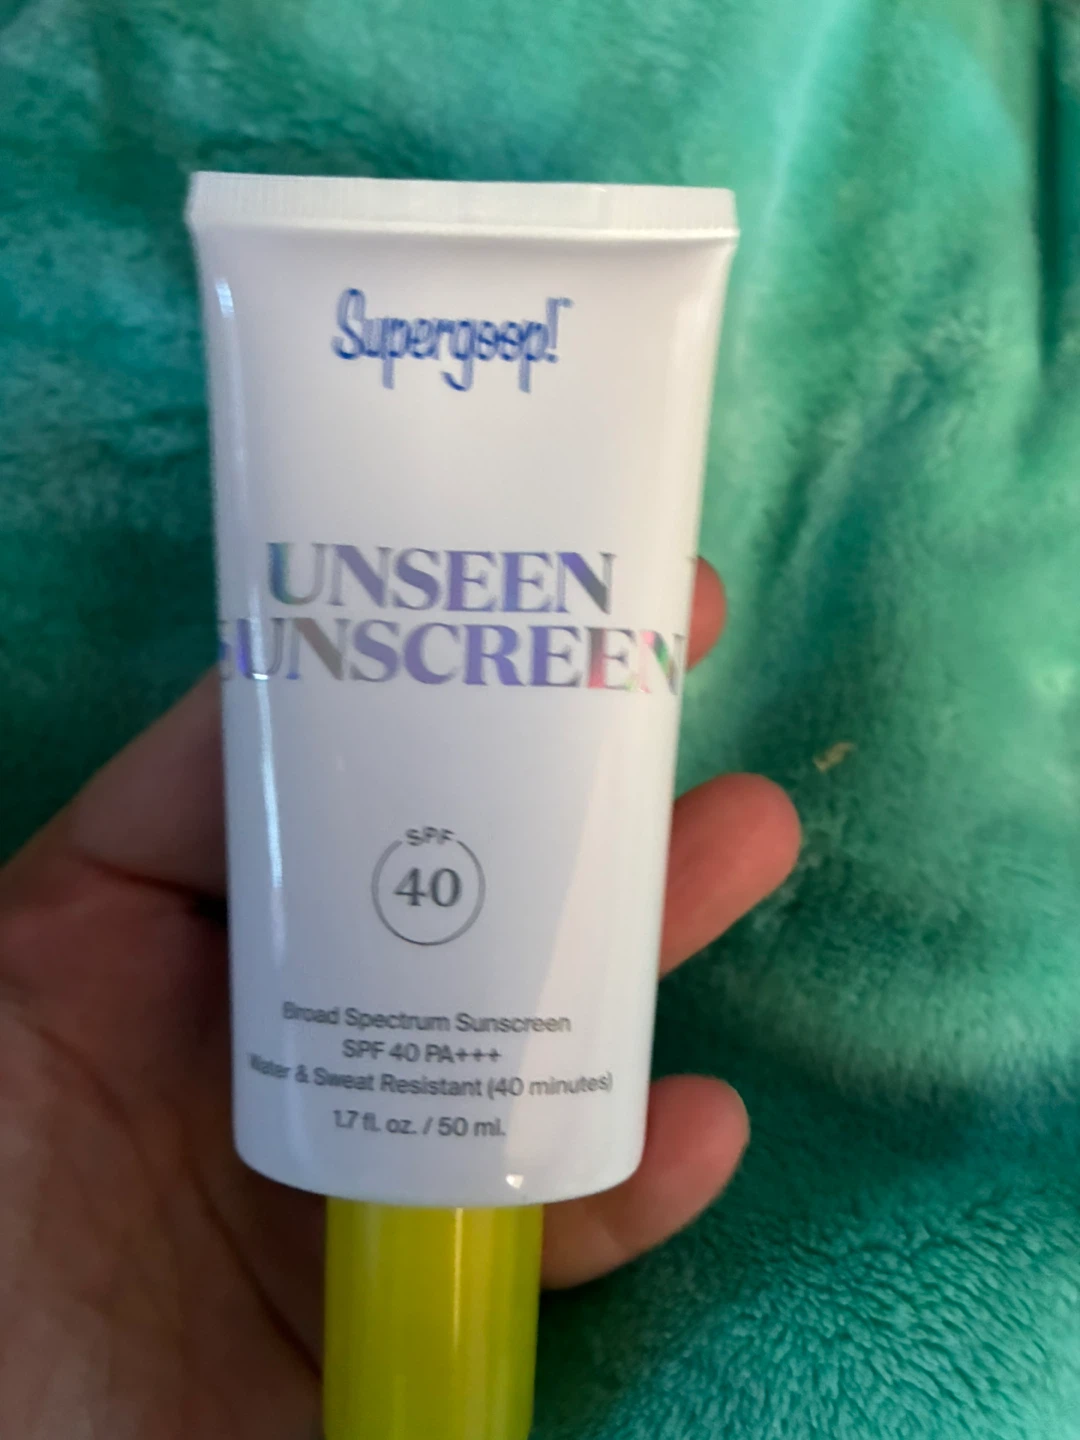 Supergoop!™
UNSEEN
SUNSCREEN
SPF
40
Broad Spectrum Sunscreen
SPF 40 PA+++
Water & Sweat Resistant (40 minutes)
1.7 fl. oz. / 50 ml.